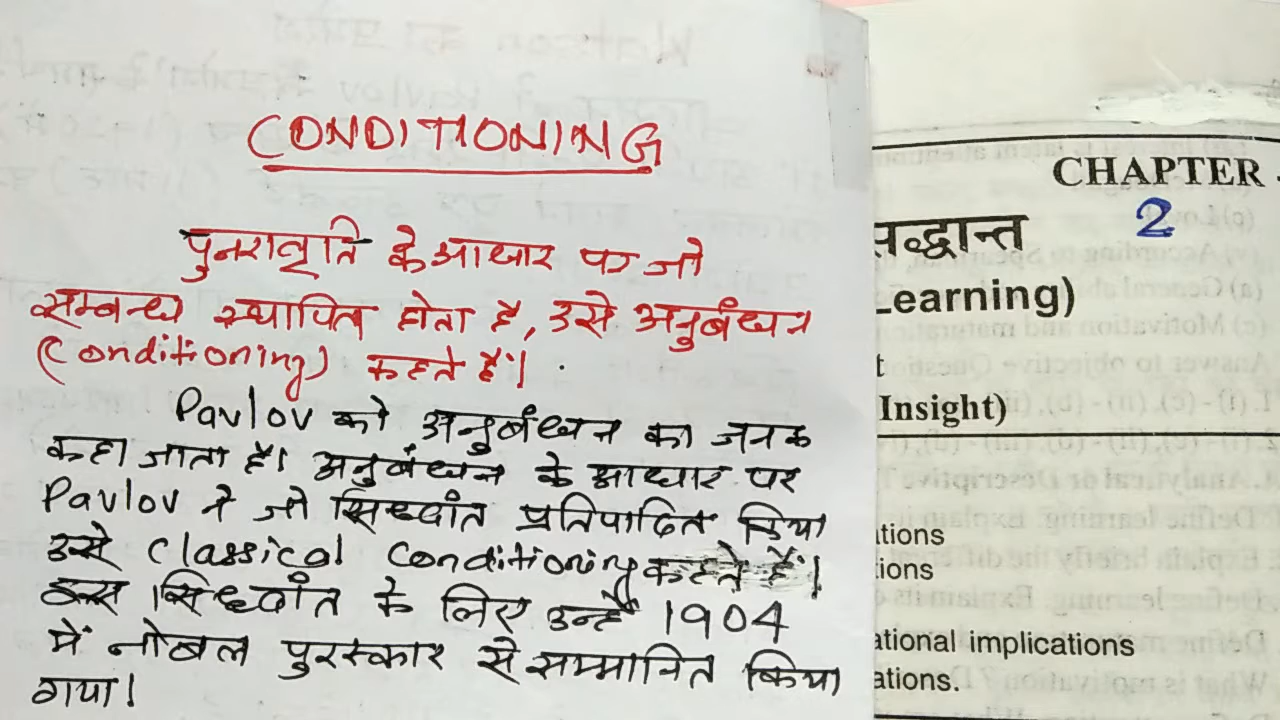 CONDITIONING
पुनरावृति के आधार पर जो
सम्बन्ध स्थापित होता है, उसे अनुबंधन
(Conditioning) कहते हैं।
Pavlov को अनुबंधन का जनक
कहा जाता है। अनुबंधन के आधार पर
Pavlov ने जो सिध्दांत प्रतिपादित किया
उसे Classical Conditioning कहते हैं।
इस सिध्दांत के लिए उन्हें 1904
में नोबल पुरस्कार से सम्मानित किया
गया।
CHAPTER -
2
सद्धान्त
Learning)
t
Insight)
ations
tions
ational implications
ations.